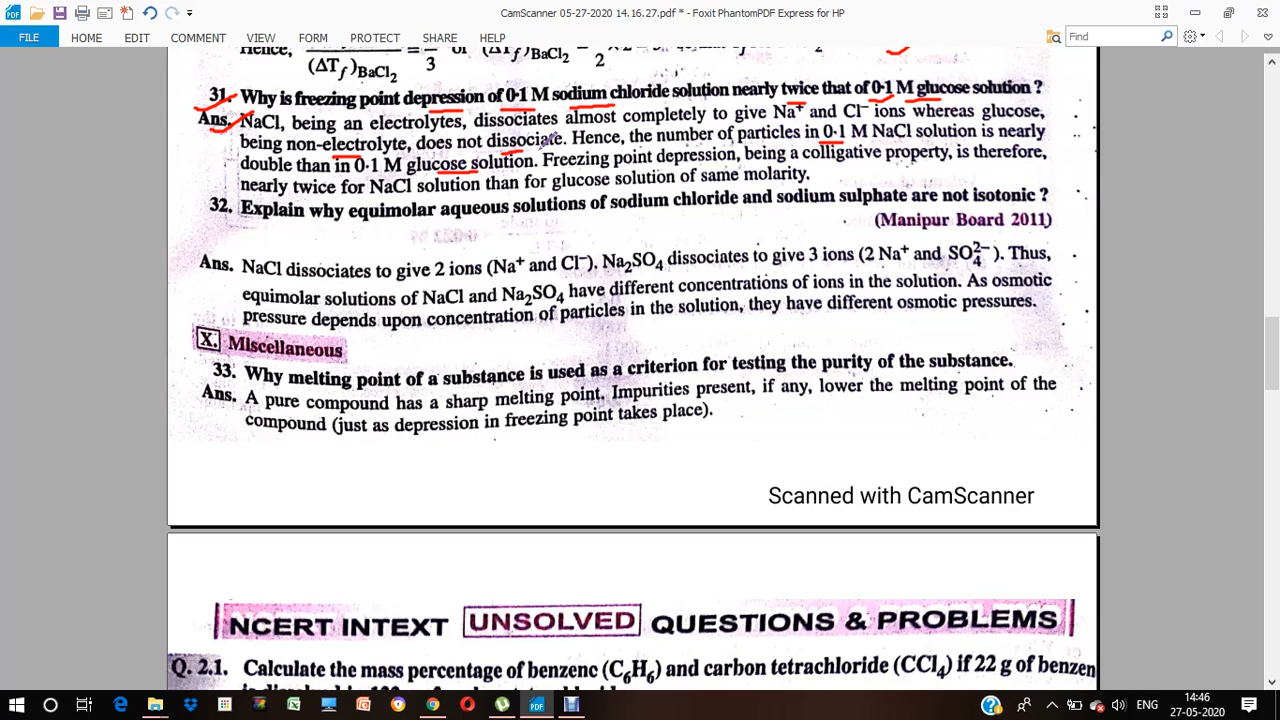 CamScanner 05-27-2020 14.16.27.pdf * - Foxit PhantomPDF Express for HP
FILE HOME EDIT COMMENT VIEW FORM PROTECT SHARE HELP Find
Hence, (ΔTf)BaCl2 = 3 or (ΔTf)BaCl2 = 2
31. Why is freezing point depression of 0·1 M sodium chloride solution nearly twice that of 0·1 M glucose solution ?
Ans. NaCl, being an electrolytes, dissociates almost completely to give Na⁺ and Cl⁻ ions whereas glucose,
being non-electrolyte, does not dissociate. Hence, the number of particles in 0·1 M NaCl solution is nearly
double than in 0·1 M glucose solution. Freezing point depression, being a colligative property, is therefore,
nearly twice for NaCl solution than for glucose solution of same molarity.
32. Explain why equimolar aqueous solutions of sodium chloride and sodium sulphate are not isotonic ?
(Manipur Board 2011)
Ans. NaCl dissociates to give 2 ions (Na⁺ and Cl⁻). Na₂SO₄ dissociates to give 3 ions (2 Na⁺ and SO₄²⁻). Thus,
equimolar solutions of NaCl and Na₂SO₄ have different concentrations of ions in the solution. As osmotic
pressure depends upon concentration of particles in the solution, they have different osmotic pressures.
X. Miscellaneous
33. Why melting point of a substance is used as a criterion for testing the purity of the substance.
Ans. A pure compound has a sharp melting point. Impurities present, if any, lower the melting point of the
compound (just as depression in freezing point takes place).
Scanned with CamScanner
NCERT INTEXT UNSOLVED QUESTIONS & PROBLEMS
Q. 2.1. Calculate the mass percentage of benzene (C₆H₆) and carbon tetrachloride (CCl₄) if 22 g of benzen
ENG 14:46
27-05-2020